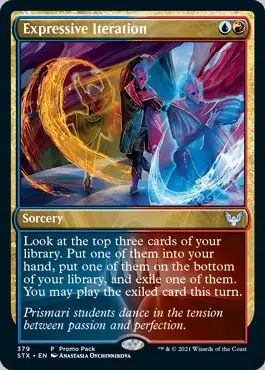 Expressive Iteration
Sorcery
Look at the top three cards of your
library. Put one of them into your
hand, put one of them on the bottom
of your library, and exile one of them.
You may play the exiled card this turn.
Prismari students dance in the tension
between passion and perfection.
379 P Promo Pack
STX • EN Anastasia Ovchinnikova
™ & © 2021 Wizards of the Coast